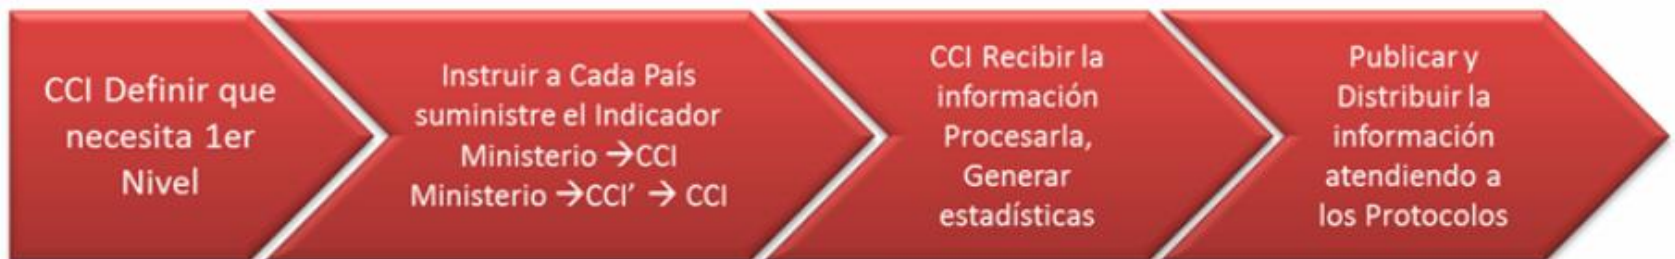 CCI Definir que
necesita 1er
Nivel
Instruir a Cada País
suministre el Indicador
Ministerio →CCI
Ministerio →CCI’ → CCI
CCI Recibir la
información
Procesarla,
Generar
estadísticas
Publicar y
Distribuir la
información
atendiendo a
los Protocolos